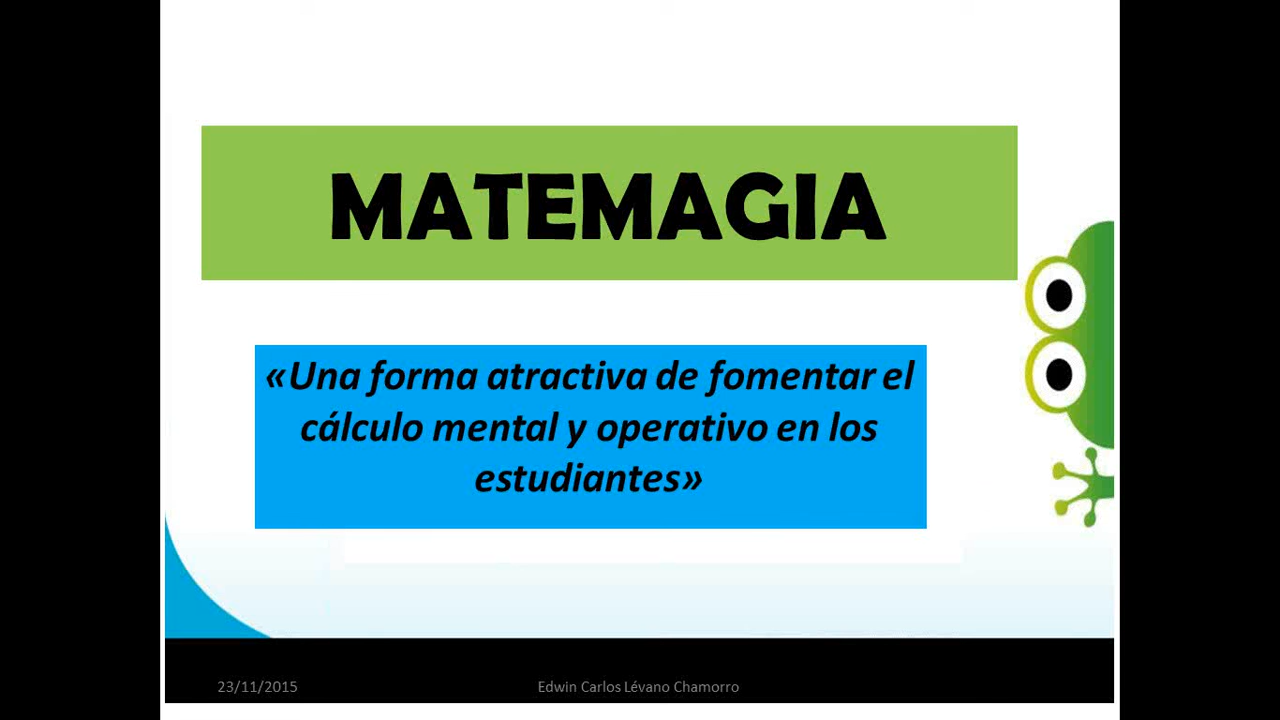 MATEMAGIA
«Una forma atractiva de fomentar el
cálculo mental y operativo en los
estudiantes»
23/11/2015
Edwin Carlos Lévano Chamorro